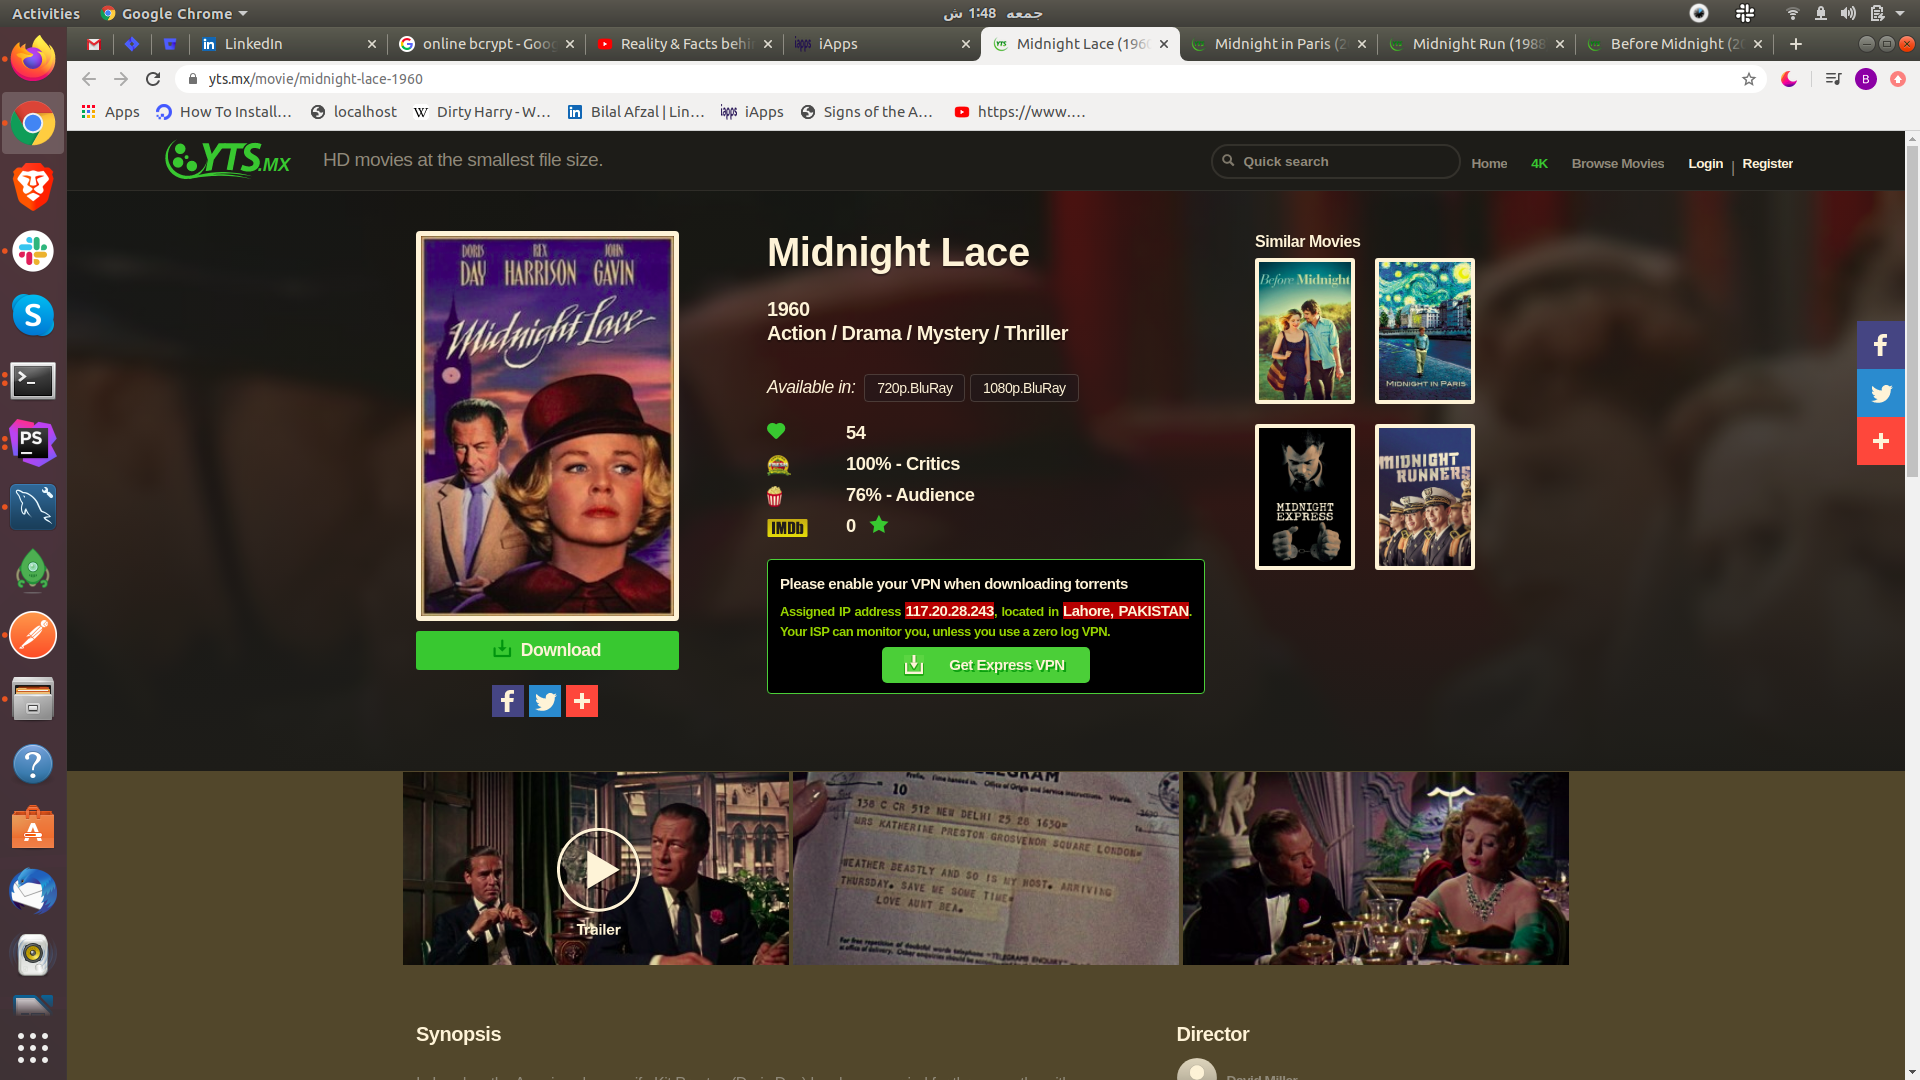 Activities
Google Chrome
جمعه 1:48 ش
LinkedIn
online bcrypt - Goo
Reality & Facts behi
iApps
Midnight Lace (1960
Midnight in Paris (2
Midnight Run (1988
Before Midnight (20
yts.mx/movie/midnight-lace-1960
B
Apps
How To Install...
localhost
W
Dirty Harry - W...
Bilal Afzal | Lin...
iApps
Signs of the A...
https://www....
YTS.MX
HD movies at the smallest file size.
Quick search
Home
4K
Browse Movies
Login | Register
DORIS DAY
REX HARRISON
JOHN GAVIN
Midnight Lace
Download
Midnight Lace
1960
Action / Drama / Mystery / Thriller
Available in:
720p.BluRay
1080p.BluRay
54
100% - Critics
76% - Audience
IMDb
0
Please enable your VPN when downloading torrents
Assigned IP address 117.20.28.243, located in Lahore, PAKISTAN.
Your ISP can monitor you, unless you use a zero log VPN.
Get Express VPN
Similar Movies
Before Midnight
MIDNIGHT IN PARIS
MIDNIGHT EXPRESS
MIDNIGHT RUNNERS
Trailer
TELEGRAM
10
138 C CR 512 NEW DELHI 25 28 1630=
MRS KATHERINE PRESTON GROSVENOR SQUARE LONDON=
WEATHER BEASTLY AND SO IS MY HOST. ARRIVING
THURSDAY. SAVE ME SOME TIME=
LOVE AUNT BEA.
Synopsis
Director
David Miller